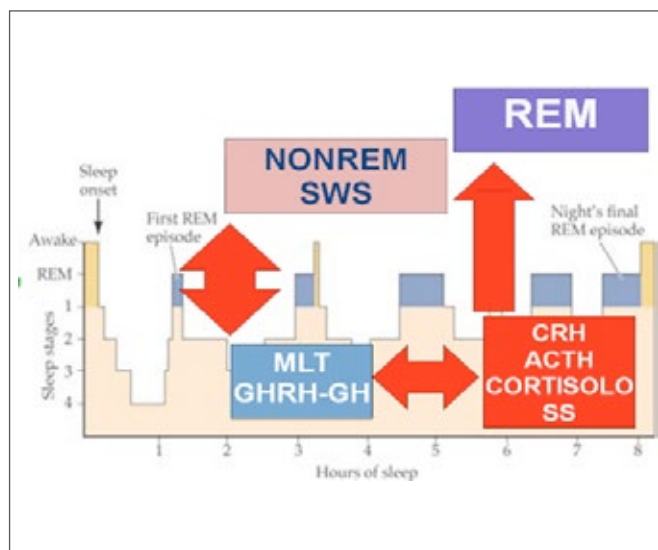 REM
NONREM
SWS
Sleep
onset
First REM
episode
Night's final
REM episode
Awake
REM
1
2
3
4
Sleep stages
MLT
GHRH-GH
CRH
ACTH
CORTISOLO
SS
1
2
3
4
5
6
7
8
Hours of sleep